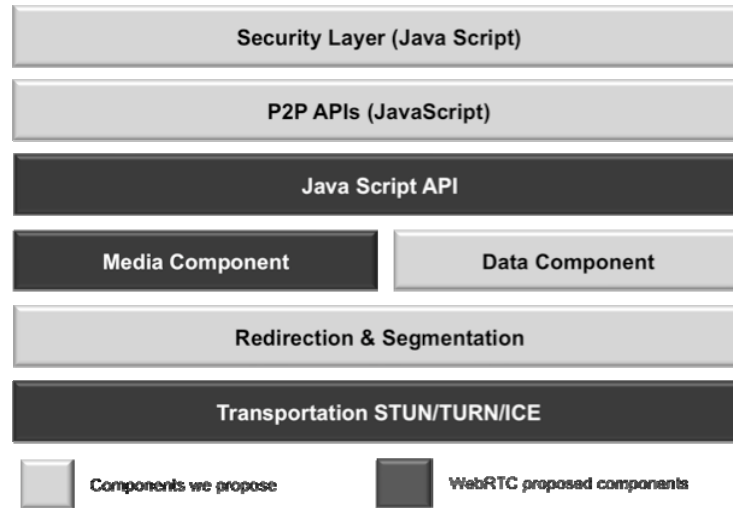 Security Layer (Java Script)
P2P APIs (JavaScript)
Java Script API
Media Component
Data Component
Redirection & Segmentation
Transportation STUN/TURN/ICE
Components we propose
WebRTC proposed components